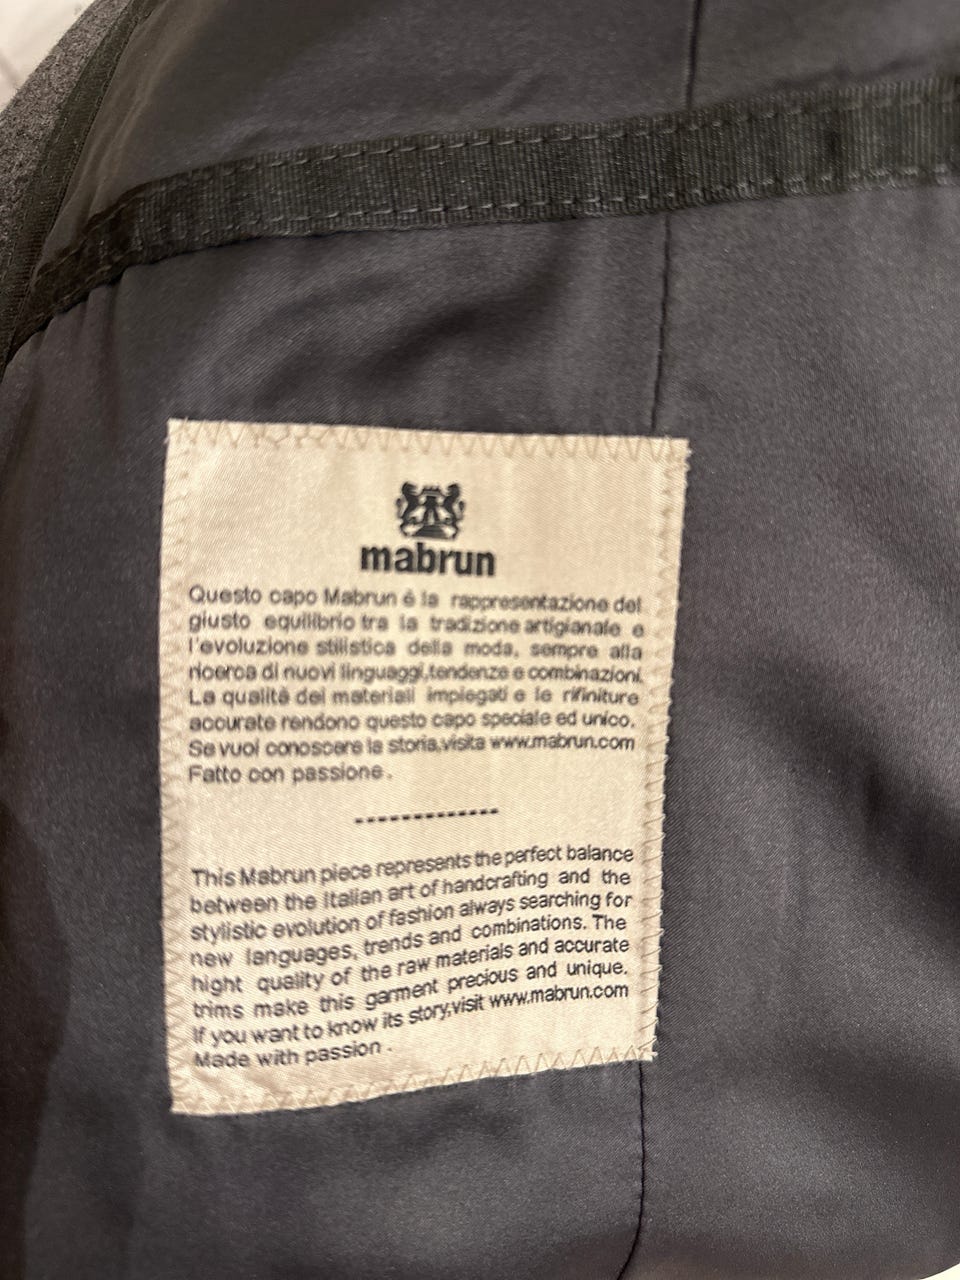 mabrun
Questo capo Mabrun é la rappresentazione del
giusto equilibrio tra la tradizione artigianale e
l'evoluzione stilistica della moda, sempre alla
ricerca di nuovi linguaggi,tendenze e combinazioni.
La qualità dei materiali impiegati e le rifiniture
accurate rendono questo capo speciale ed unico.
Se vuoi conoscere la storia,visita www.mabrun.com
Fatto con passione.
-------------
This Mabrun piece represents the perfect balance
between the Italian art of handcrafting and the
stylistic evolution of fashion always searching for
new languages, trends and combinations. The
hight quality of the raw materials and accurate
trims make this garment precious and unique.
If you want to know its story,visit www.mabrun.com
Made with passion.